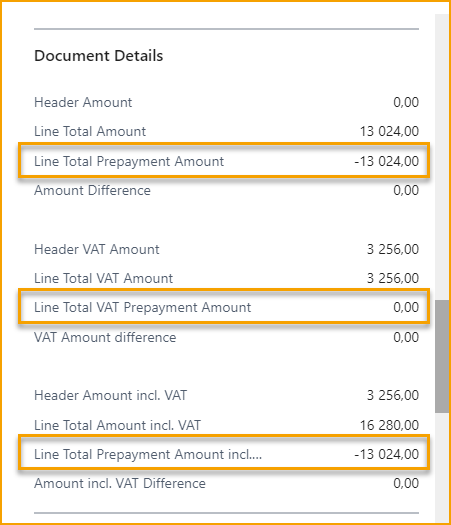 Document Details
Header Amount 0,00
Line Total Amount 13 024,00
Line Total Prepayment Amount -13 024,00
Amount Difference 0,00
Header VAT Amount 3 256,00
Line Total VAT Amount 3 256,00
Line Total VAT Prepayment Amount 0,00
VAT Amount difference 0,00
Header Amount incl. VAT 3 256,00
Line Total Amount incl. VAT 16 280,00
Line Total Prepayment Amount incl.... -13 024,00
Amount incl. VAT Difference 0,00